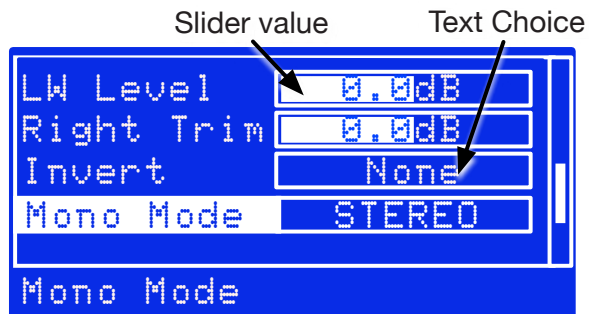 Slider value Text Choice
LW Level 0.0dB
Right Trim 0.0dB
Invert None
Mono Mode STEREO
Mono Mode